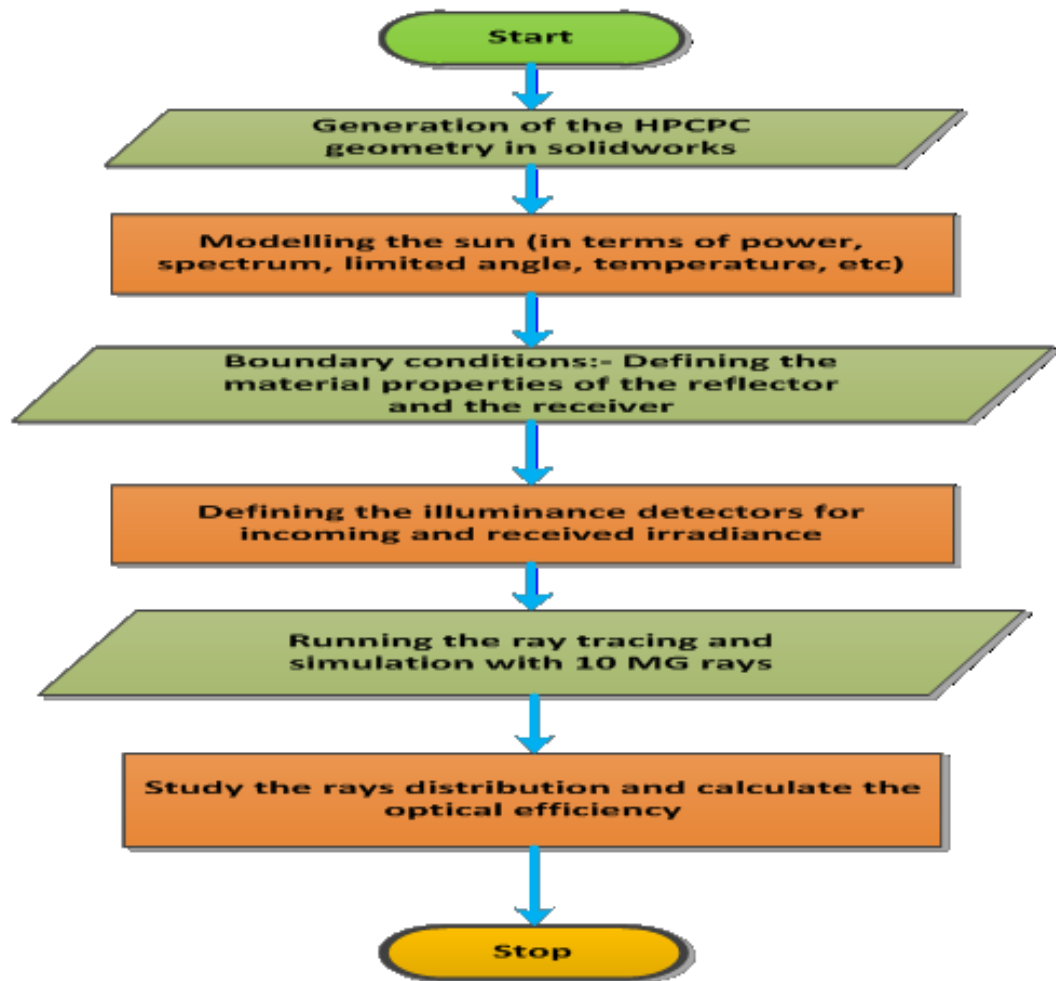 Start
Generation of the HPCPC
geometry in solidworks
Modelling the sun (in terms of power,
spectrum, limited angle, temperature, etc)
Boundary conditions:- Defining the
material properties of the reflector
and the receiver
Defining the illuminance detectors for
incoming and received irradiance
Running the ray tracing and
simulation with 10 MG rays
Study the rays distribution and calculate the
optical efficiency
Stop